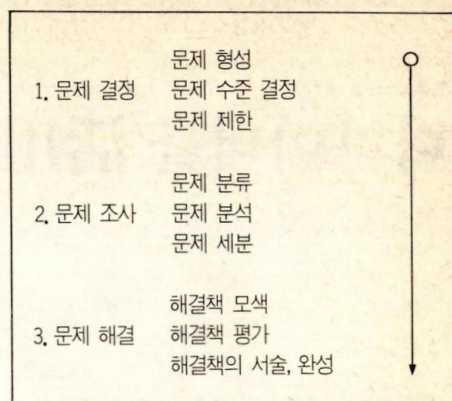 문제 형성
1. 문제 결정 문제 수준 결정
문제 제한
문제 분류
2. 문제 조사 문제 분석
문제 세분
해결책 모색
3. 문제 해결 해결책 평가
해결책의 서술, 완성